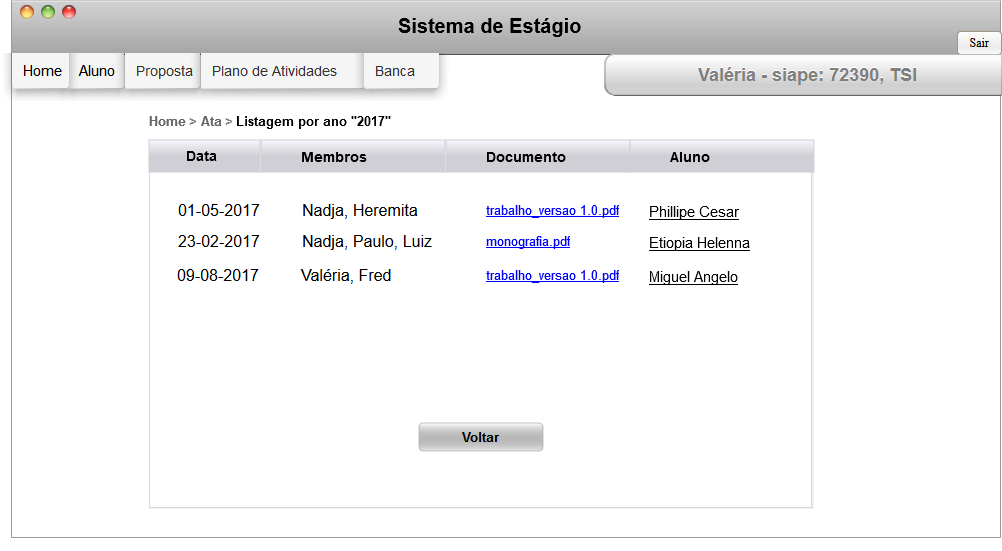 Sistema de Estágio
Sair
Home Aluno Proposta Plano de Atividades Banca
Valéria - siape: 72390, TSI
Home > Ata > Listagem por ano "2017"
Data Membros Documento Aluno
01-05-2017 Nadja, Heremita trabalho_versao 1.0.pdf Phillipe Cesar
23-02-2017 Nadja, Paulo, Luiz monografia.pdf Etiopia Helenna
09-08-2017 Valéria, Fred trabalho_versao 1.0.pdf Miguel Angelo
Voltar